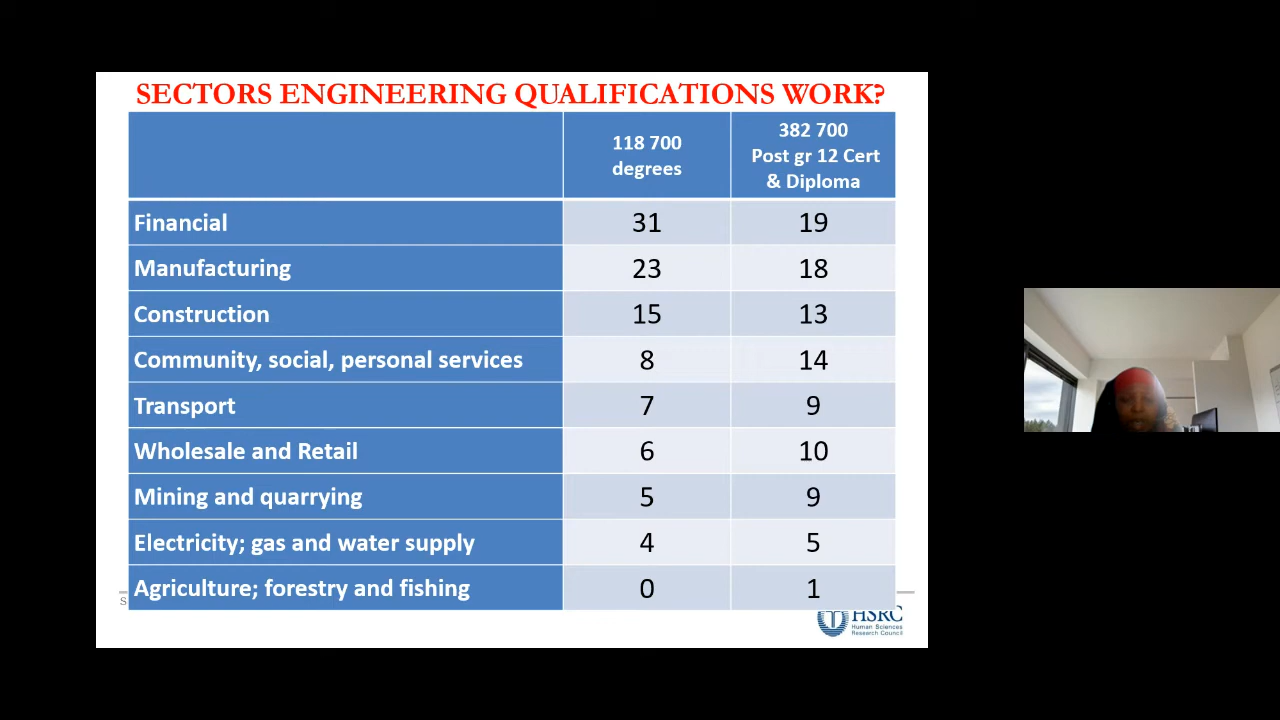 SECTORS ENGINEERING QUALIFICATIONS WORK?
118 700
degrees
382 700
Post gr 12 Cert
& Diploma
Financial 31 19
Manufacturing 23 18
Construction 15 13
Community, social, personal services 8 14
Transport 7 9
Wholesale and Retail 6 10
Mining and quarrying 5 9
Electricity; gas and water supply 4 5
Agriculture; forestry and fishing 0 1
HSRC
Human Sciences
Research Council